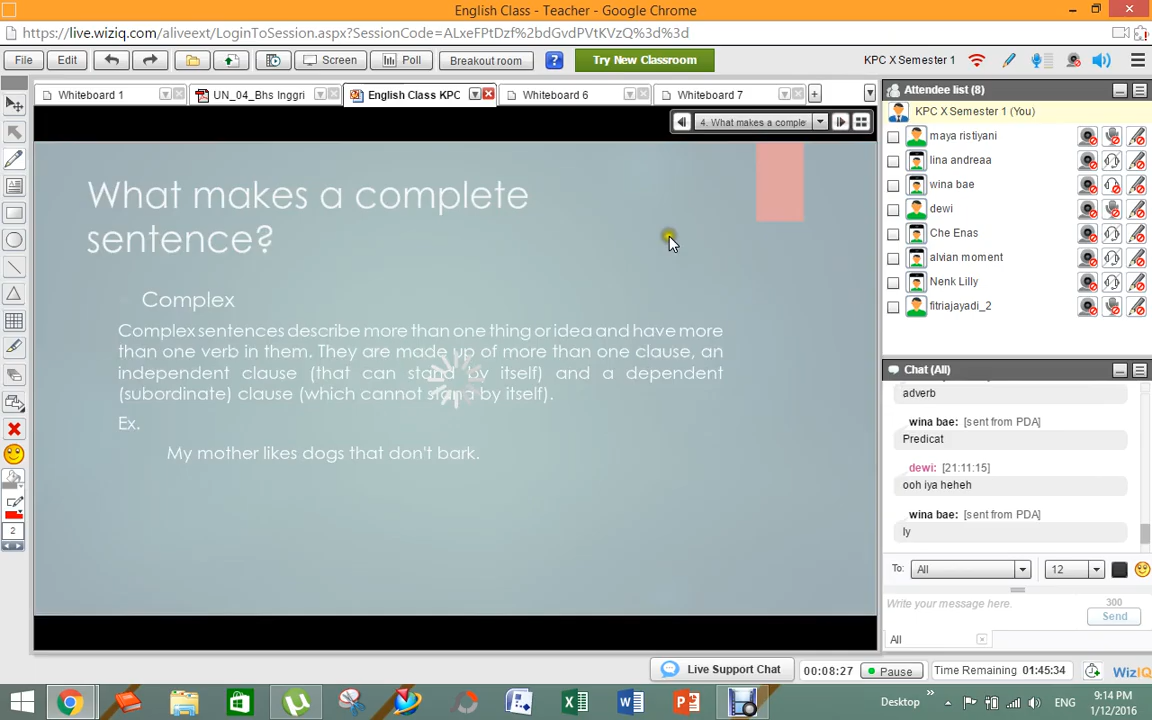 English Class - Teacher - Google Chrome
https://live.wiziq.com/aliveext/LoginToSession.aspx?SessionCode=ALxeFPtDzf%2bdGvdPVtKVzQ%3d%3d
File
Edit
Screen
Poll
Breakout room
?
Try New Classroom
KPC X Semester 1
Whiteboard 1
UN_04_Bhs Inggri
English Class KPC
Whiteboard 6
Whiteboard 7
4. What makes a comple
What makes a complete
sentence?
Complex
Complex sentences describe more than one thing or idea and have more
than one verb in them. They are made up of more than one clause, an
independent clause (that can stand by itself) and a dependent
(subordinate) clause (which cannot stand by itself).
Ex.
My mother likes dogs that don't bark.
2
Attendee list (8)
KPC X Semester 1 (You)
maya ristiyani
lina andreaa
wina bae
dewi
Che Enas
alvian moment
Nenk Lilly
fitriajayadi_2
Chat (All)
adverb
wina bae: [sent from PDA]
Predicat
dewi: [21:11:15]
ooh iya heheh
wina bae: [sent from PDA]
ly
To:
All
12
Write your message here.
300
Send
All
Live Support Chat
00:08:27
Pause
Time Remaining
01:45:34
WizIQ
Desktop
ENG
9:14 PM
1/12/2016